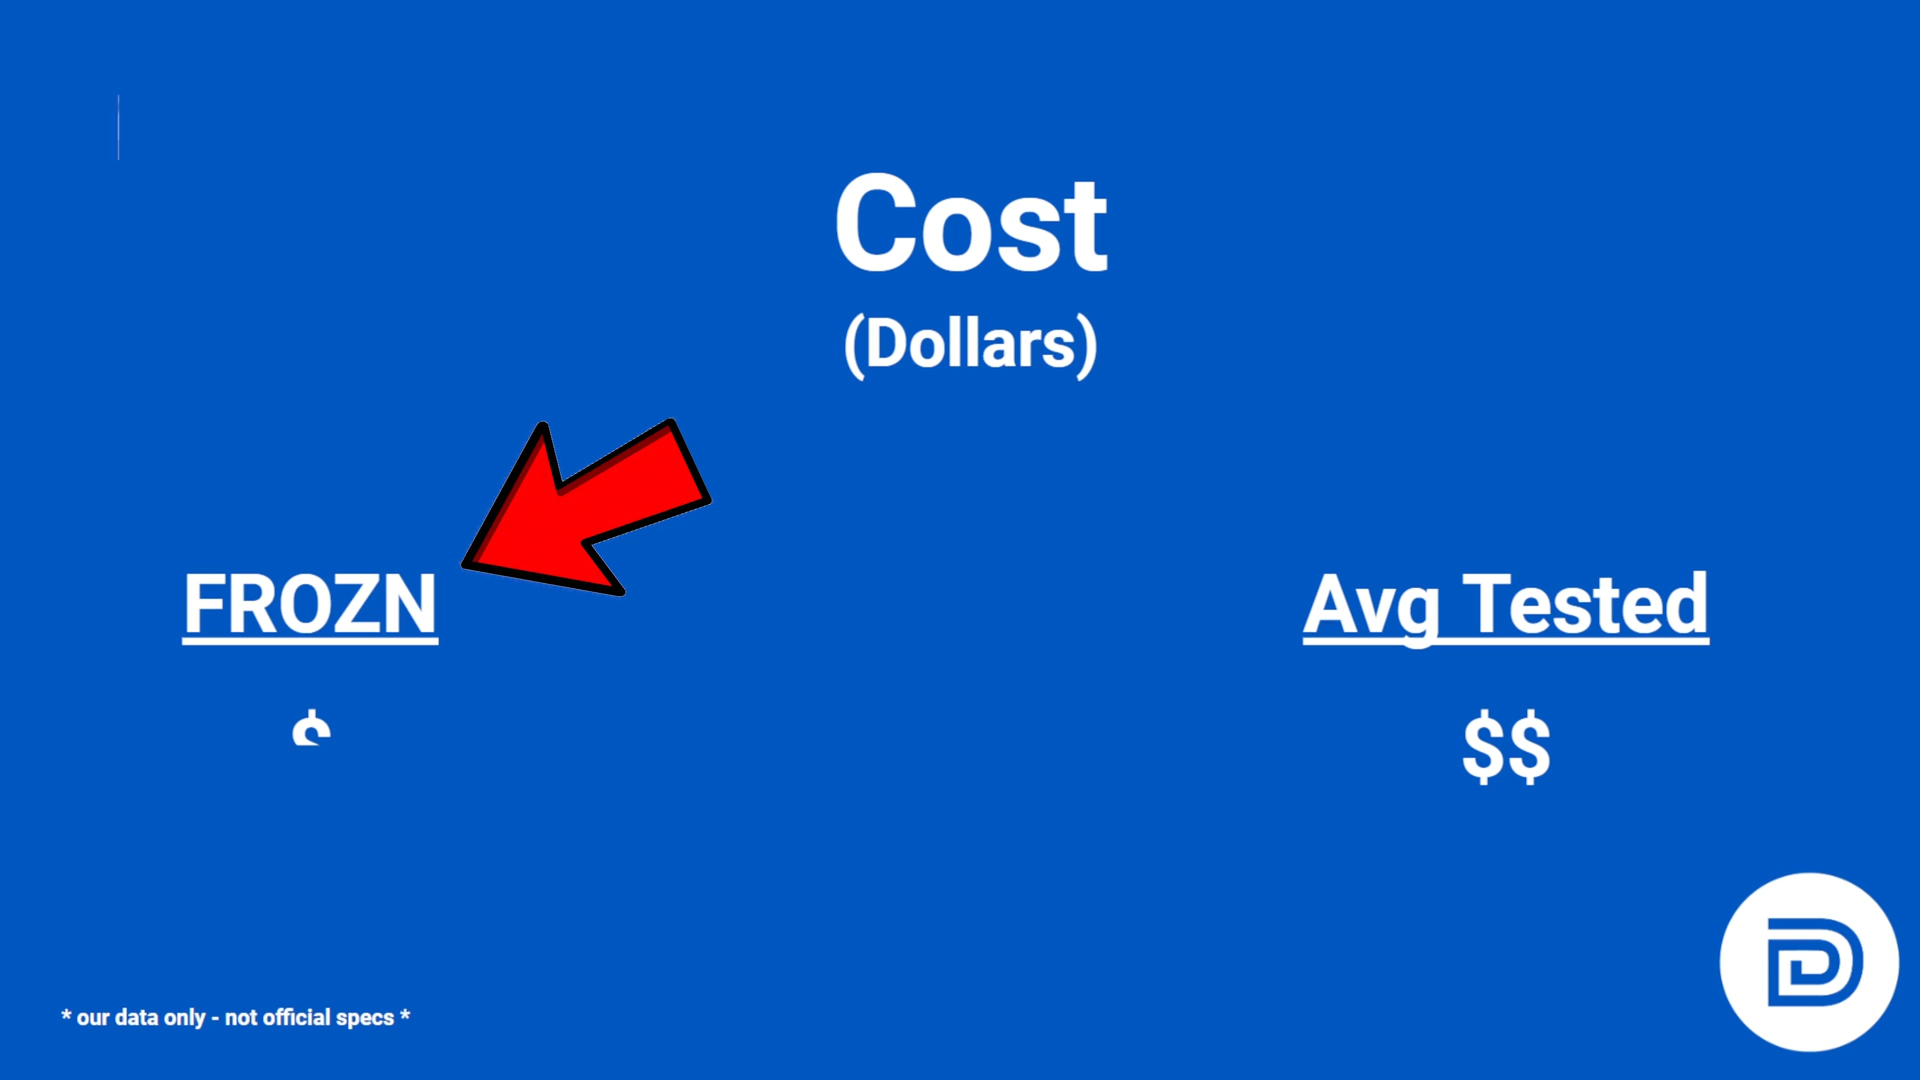 Cost
(Dollars)
FROZN
Avg Tested
$
$$
* our data only - not official specs *